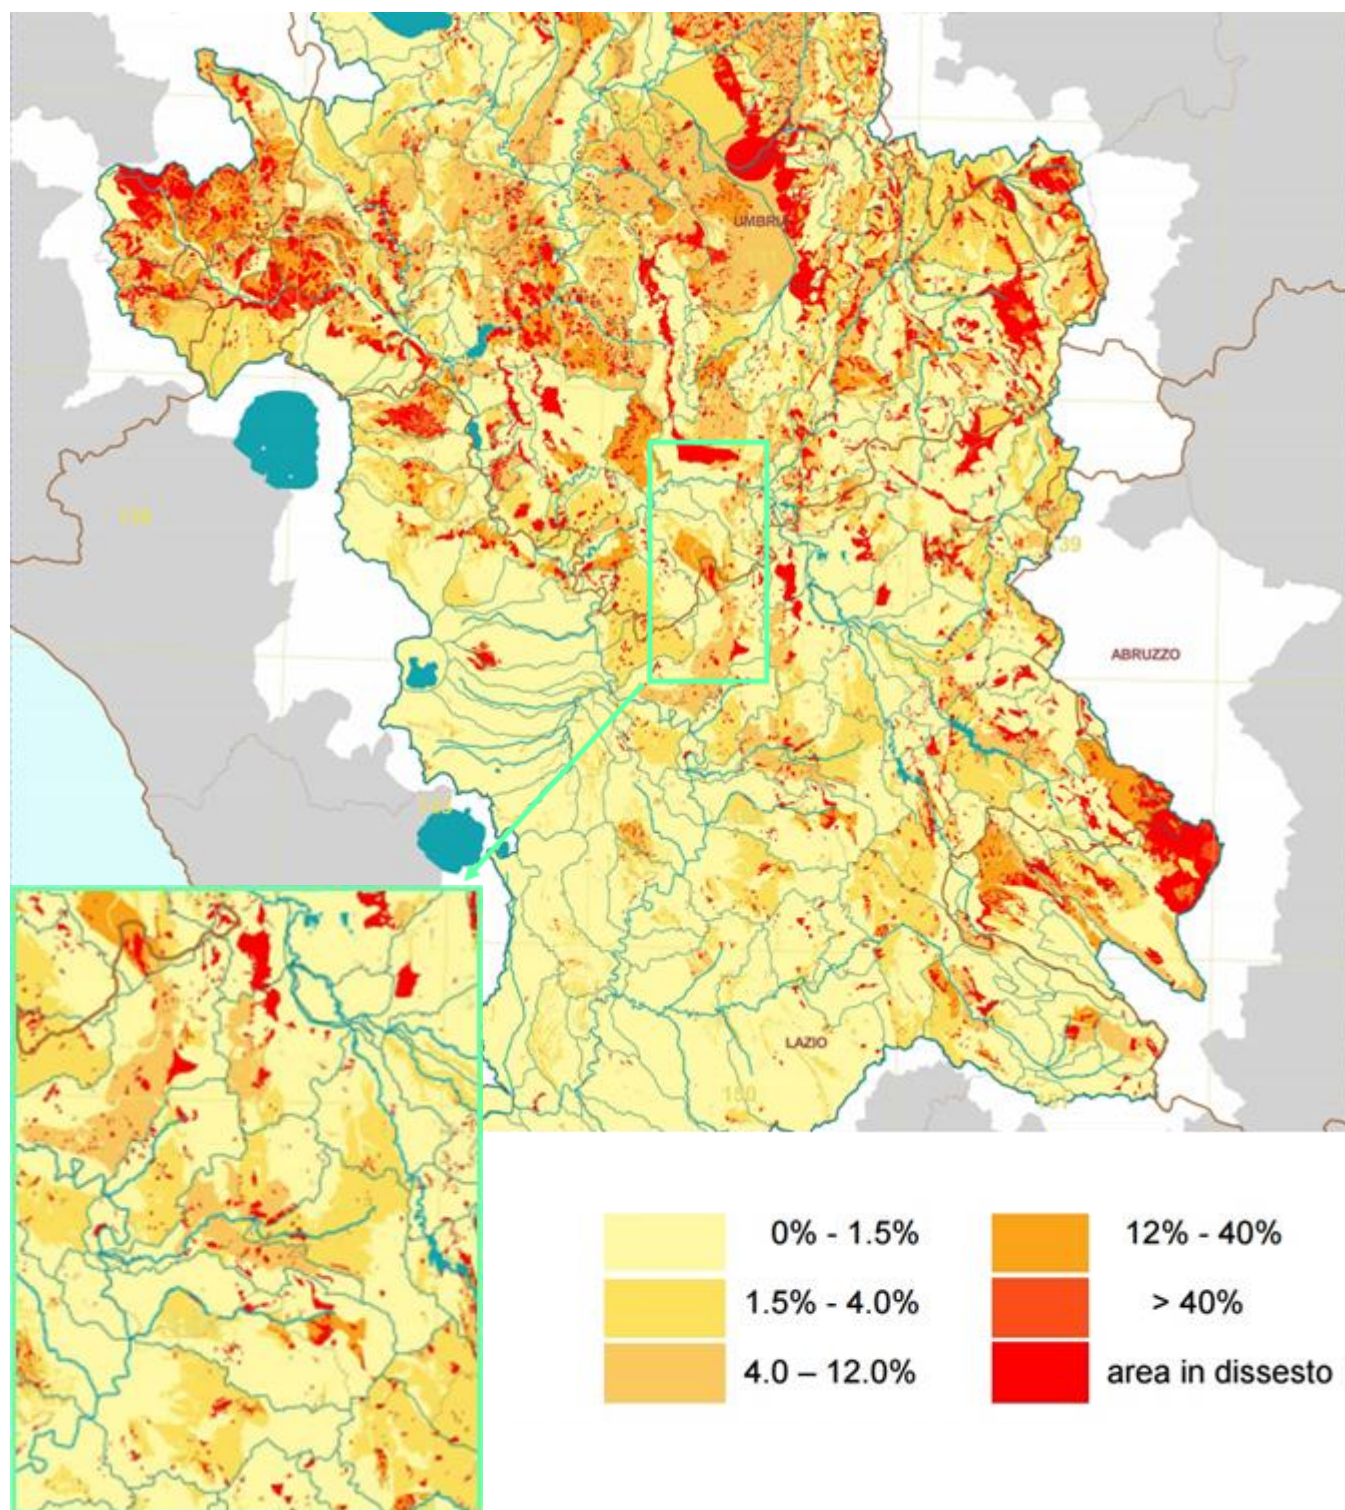 UMBRIA
ABRUZZO
LAZIO
150
0% - 1.5%
12% - 40%
1.5% - 4.0%
> 40%
4.0 – 12.0%
area in dissesto